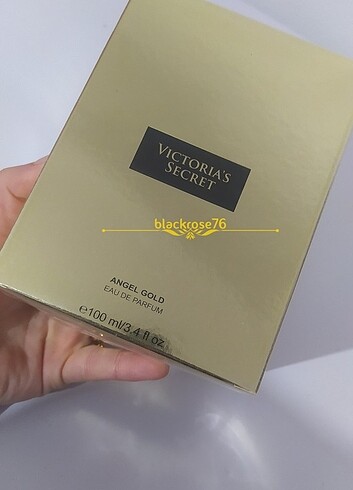 VICTORIA'S
SECRET
blackrose76
ANGEL GOLD
EAU DE PARFUM
℮100 ml/3.4 fl oz